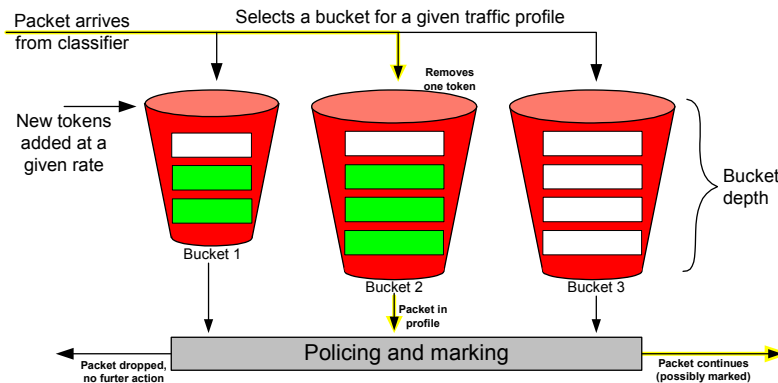 Packet arrives
from classifier
Selects a bucket for a given traffic profile
Removes
one token
New tokens
added at a
given rate
Bucket
depth
Bucket 1
Bucket 2
Bucket 3
Packet in
profile
Policing and marking
Packet dropped,
no furter action
Packet continues
(possibly marked)